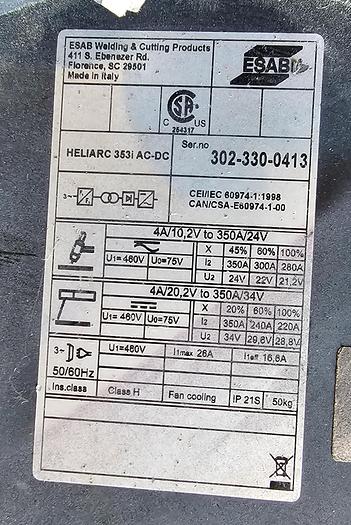 ESAB Welding & Cutting Products
411 S. Ebenezer Rd.
Florence, SC 29501
Made in Italy
ESAB
CSA
C US
254317
HELIARC 353i AC-DC
Ser.no
302-330-0413
3~
CEI/IEC 60974-1:1998
CAN/CSA-E60974-1-00
4A/10,2V to 350A/24V
X 45% 60% 100%
U1=460V U0=75V I2 350A 300A 280A
U2 24V 22V 21,2V
4A/20,2V to 350A/34V
X 20% 60% 100%
U1=460V U0=75V I2 350A 240A 220A
U2 34V 29,6V 28,8V
3~ U1=460V I1max 26A I1eff 16,6A
50/60Hz
Ins.class Class H Fan cooling IP 21S 50kg